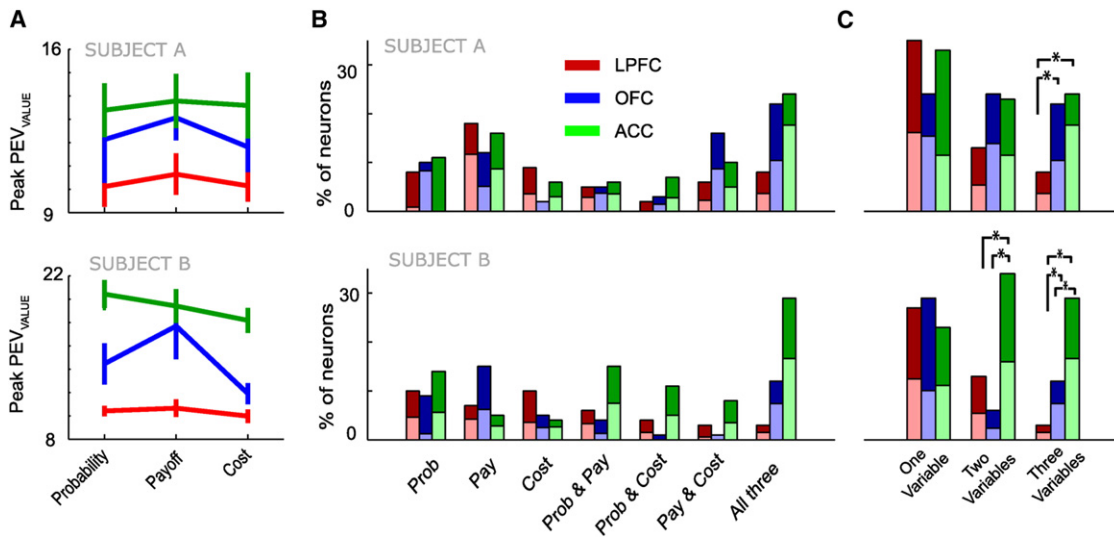 A
B
C
SUBJECT A
16
9
Peak PEV VALUE
SUBJECT B
22
8
Peak PEV VALUE
Probability
Payoff
Cost
SUBJECT A
30
0
% of neurons
LPFC
OFC
ACC
SUBJECT B
30
0
% of neurons
Prob
Pay
Cost
Prob & Pay
Prob & Cost
Pay & Cost
All three
*
*
*
*
*
*
*
One
Variable
Two
Variables
Three
Variables